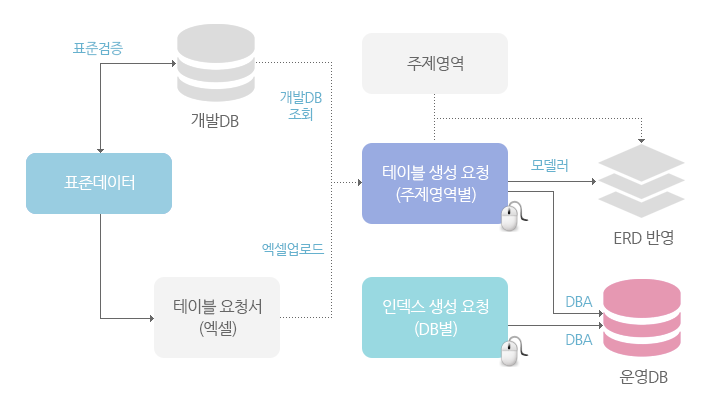 표준검증
개발DB
주제영역
개발DB
조회
표준데이터
테이블 생성 요청
(주제영역별)
모델러
ERD 반영
엑셀업로드
테이블 요청서
(엑셀)
인덱스 생성 요청
(DB별)
DBA
DBA
운영DB